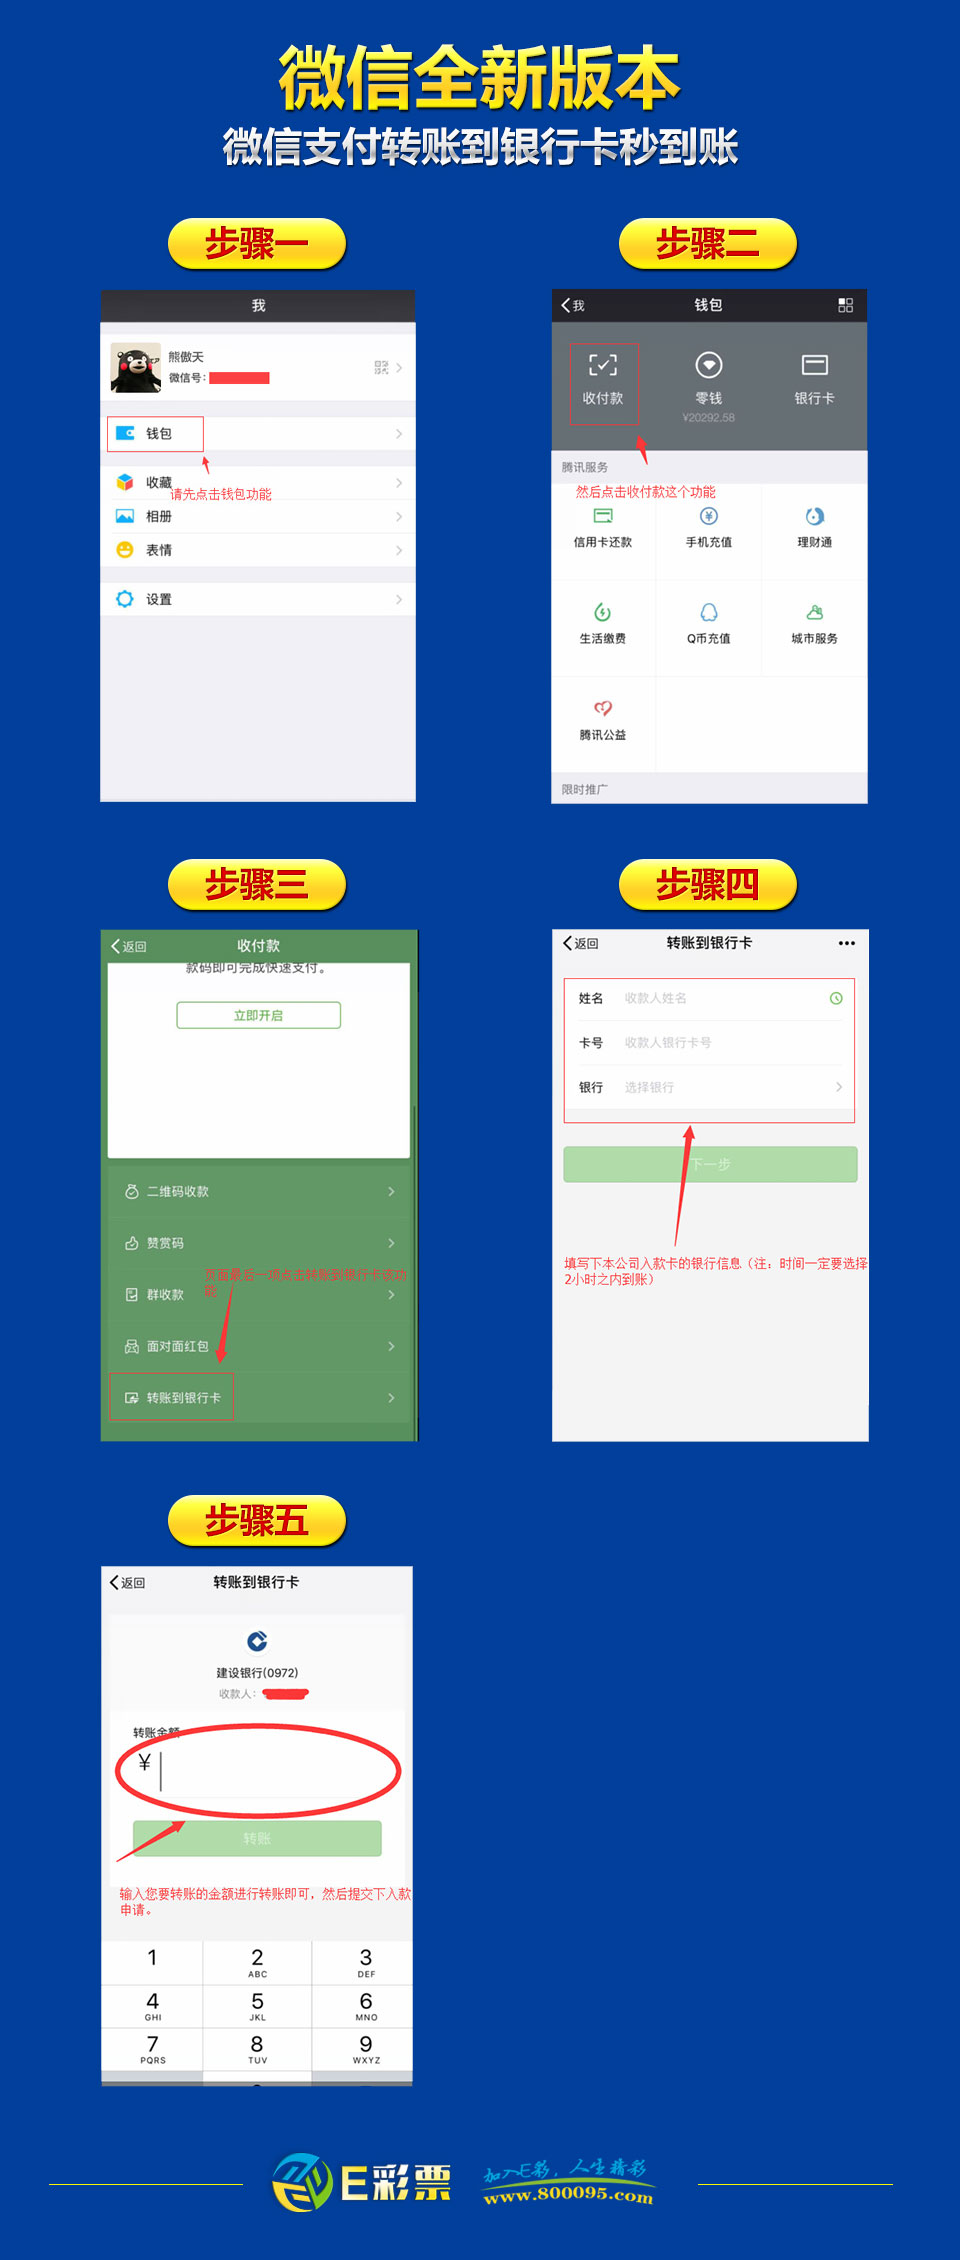 微信全新版本
微信支付转账到银行卡秒到账
步骤一
我
熊傲天
微信号：
钱包
收藏
请先点击钱包功能
相册
表情
设置
步骤二
我
钱包
收付款
零钱
银行卡
¥20292.58
腾讯服务
然后点击收付款这个功能
信用卡还款
手机充值
理财通
生活缴费
Q币充值
城市服务
腾讯公益
限时推广
步骤三
返回
收付款
款码即可完成快速支付。
立即开启
二维码收款
赞赏码
页面最后一项点击转账到银行卡该功
能
群收款
面对面红包
转账到银行卡
步骤四
返回
转账到银行卡
姓名
收款人姓名
卡号
收款人银行卡号
银行
选择银行
下一步
填写下本公司入款卡的银行信息（注：时间一定要选择
2小时之内到账）
步骤五
返回
转账到银行卡
建设银行(0972)
收款人：
转账金额
¥
转账
输入您要转账的金额进行转账即可，然后提交下入款
申请。
1
2
ABC
3
DEF
4
GHI
5
JKL
6
MNO
7
PQRS
8
TUV
9
WXYZ
E彩票
加入E彩，人生精彩
www.800095.com